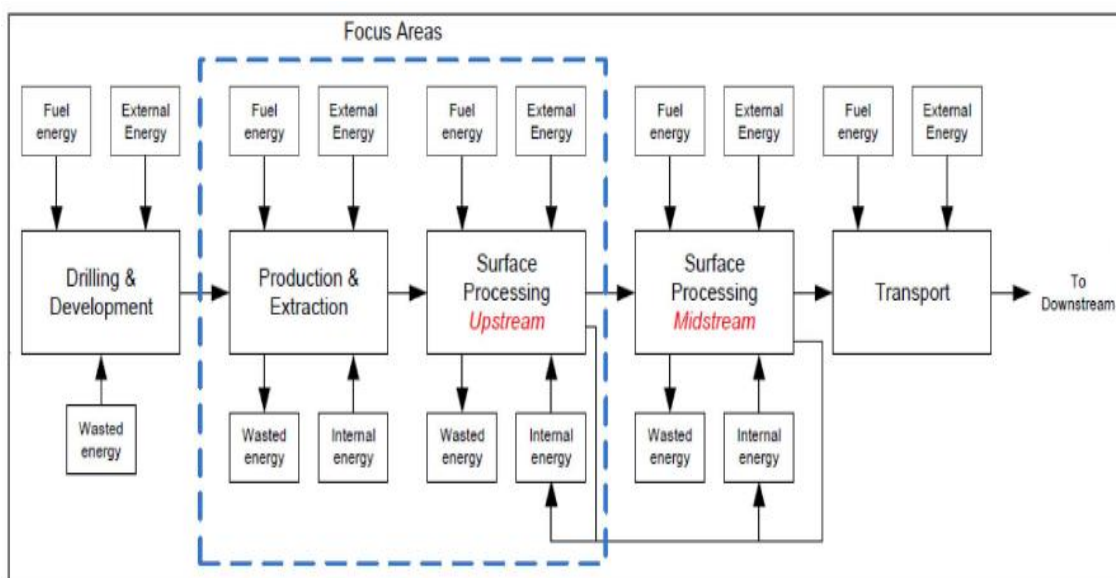 Focus Areas
Fuel
energy
External
Energy
Fuel
energy
External
Energy
Fuel
energy
External
Energy
Fuel
energy
External
Energy
Fuel
energy
External
Energy
Drilling &
Development
Production &
Extraction
Surface
Processing
Upstream
Surface
Processing
Midstream
Transport
To
Downstream
Wasted
energy
Wasted
energy
Internal
energy
Wasted
energy
Internal
energy
Wasted
energy
Internal
energy